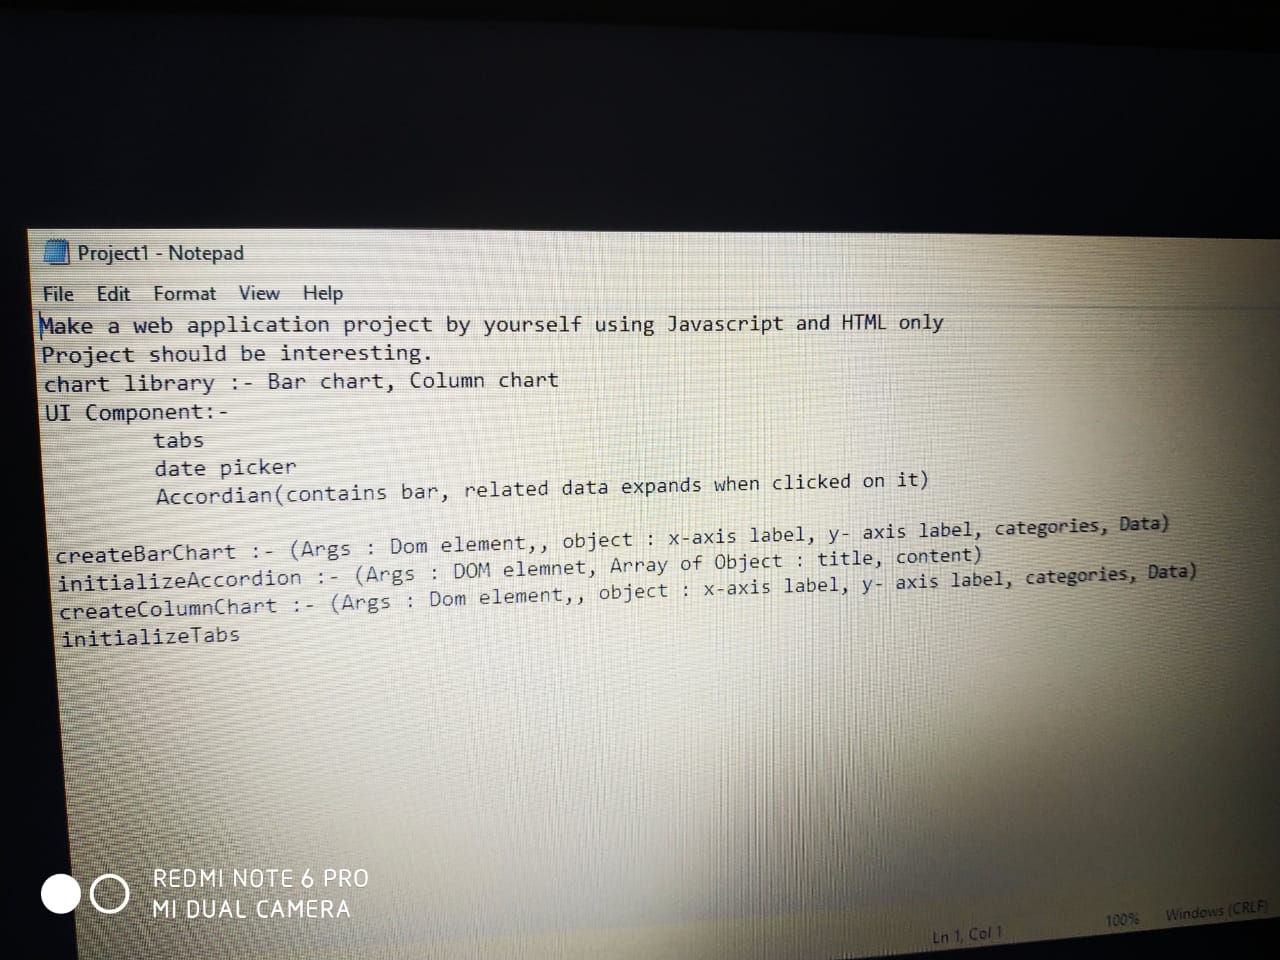 Project1 - Notepad
File Edit Format View Help
Make a web application project by yourself using Javascript and HTML only
Project should be interesting.
chart library :- Bar chart, Column chart
UI Component:-
tabs
date picker
Accordian(contains bar, related data expands when clicked on it)
createBarChart :- (Args : Dom element,, object : x-axis label, y- axis label, categories, Data)
initializeAccordion :- (Args : DOM elemnet, Array of Object : title, content)
createColumnChart :- (Args : Dom element,, object : x-axis label, y- axis label, categories, Data)
initializeTabs
REDMI NOTE 6 PRO
MI DUAL CAMERA
Ln 1, Col 1 100% Windows (CRLF)